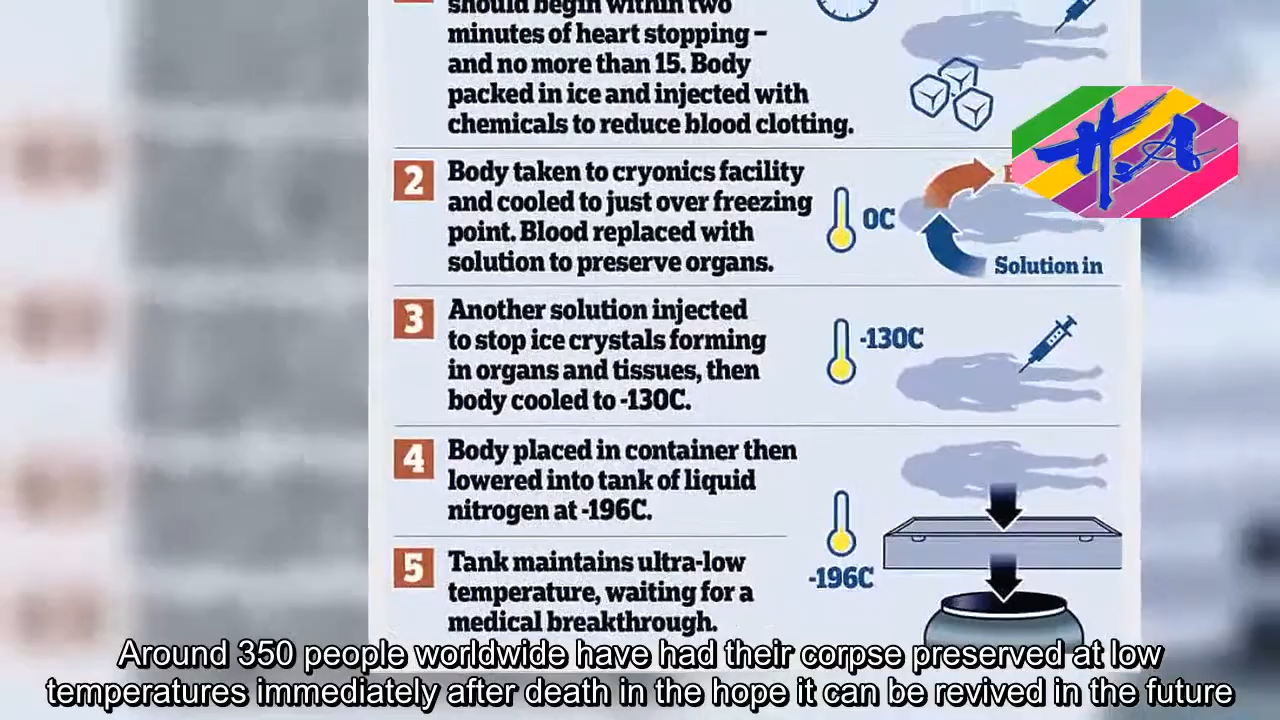 should begin within two
minutes of heart stopping –
and no more than 15. Body
packed in ice and injected with
chemicals to reduce blood clotting.
2
Body taken to cryonics facility
and cooled to just over freezing
point. Blood replaced with
solution to preserve organs.
0C
Solution in
H.A
3
Another solution injected
to stop ice crystals forming
in organs and tissues, then
body cooled to -130C.
-130C
4
Body placed in container then
lowered into tank of liquid
nitrogen at -196C.
-196C
5
Tank maintains ultra-low
temperature, waiting for a
medical breakthrough.
Around 350 people worldwide have had their corpse preserved at low
temperatures immediately after death in the hope it can be revived in the future